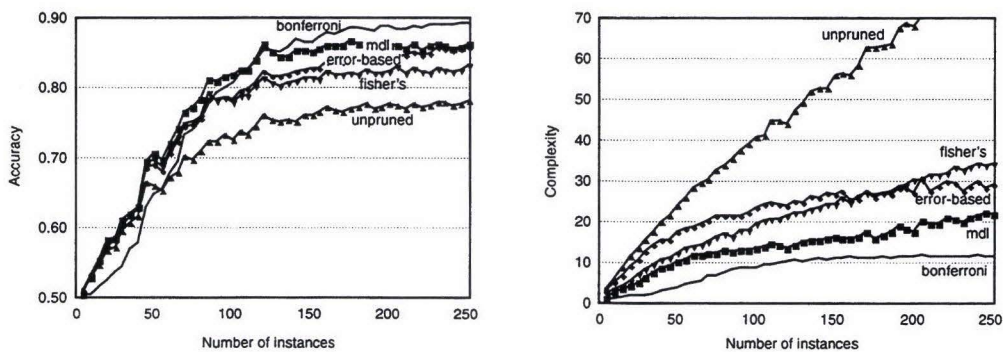 0.90
0.80
0.70
0.60
0.50
Accuracy
bonferroni
mdl
error-based
fisher's
unpruned
0 50 100 150 200 250
Number of instances
70
60
50
40
30
20
10
0
Complexity
unpruned
fisher's
error-based
mdl
bonferroni
0 50 100 150 200 250
Number of instances